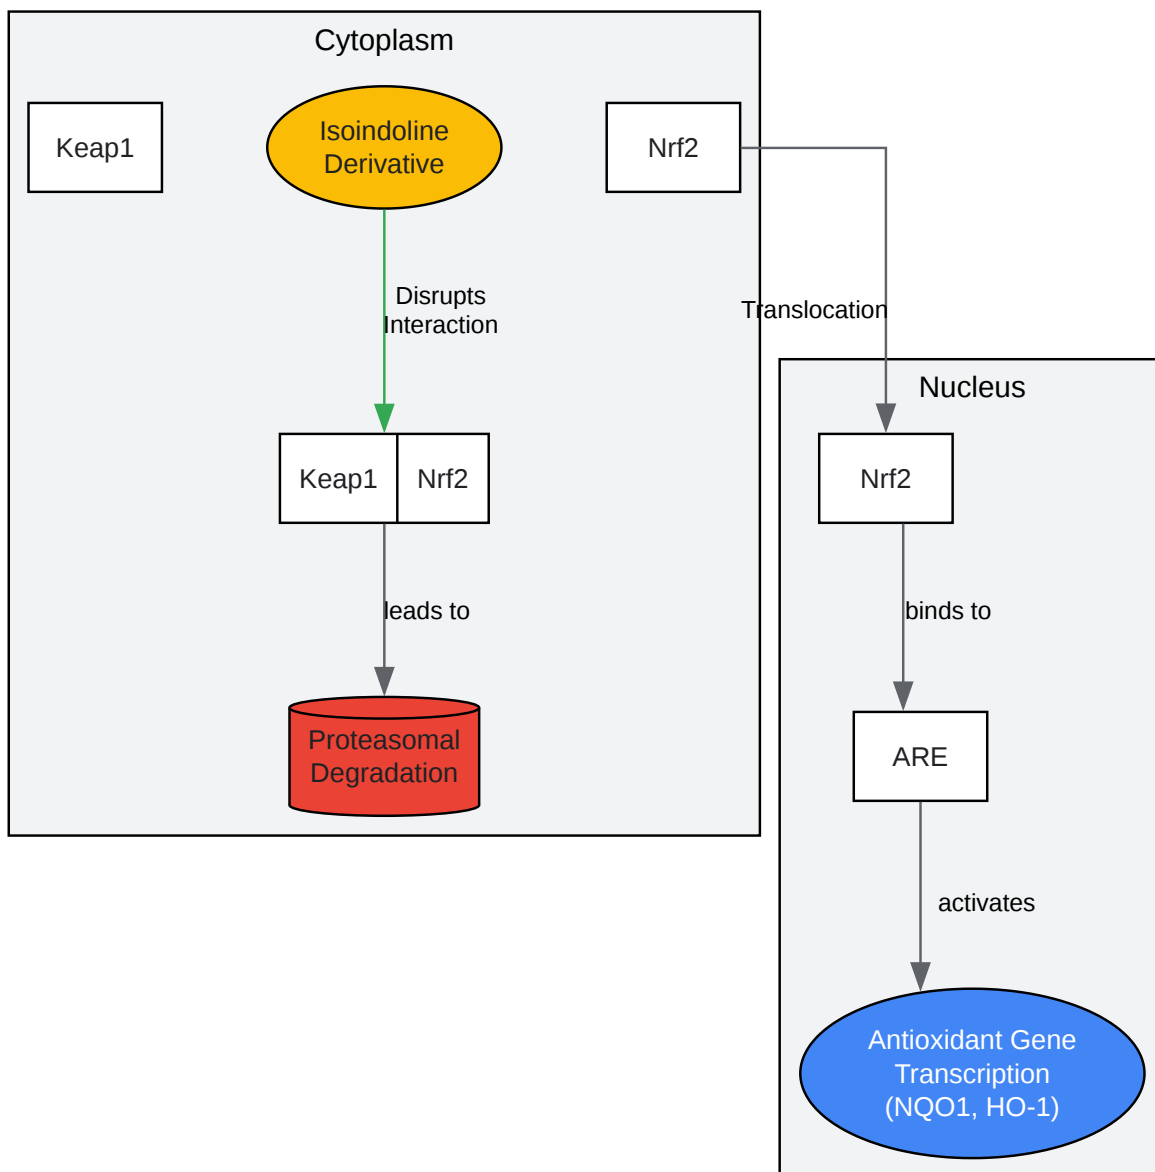 Cytoplasm
Keap1
Isoindoline
Derivative
Nrf2
Disrupts
Interaction
Translocation
Nucleus
Keap1
Nrf2
Nrf2
leads to
binds to
Proteasomal
Degradation
ARE
activates
Antioxidant Gene
Transcription
(NQO1, HO-1)